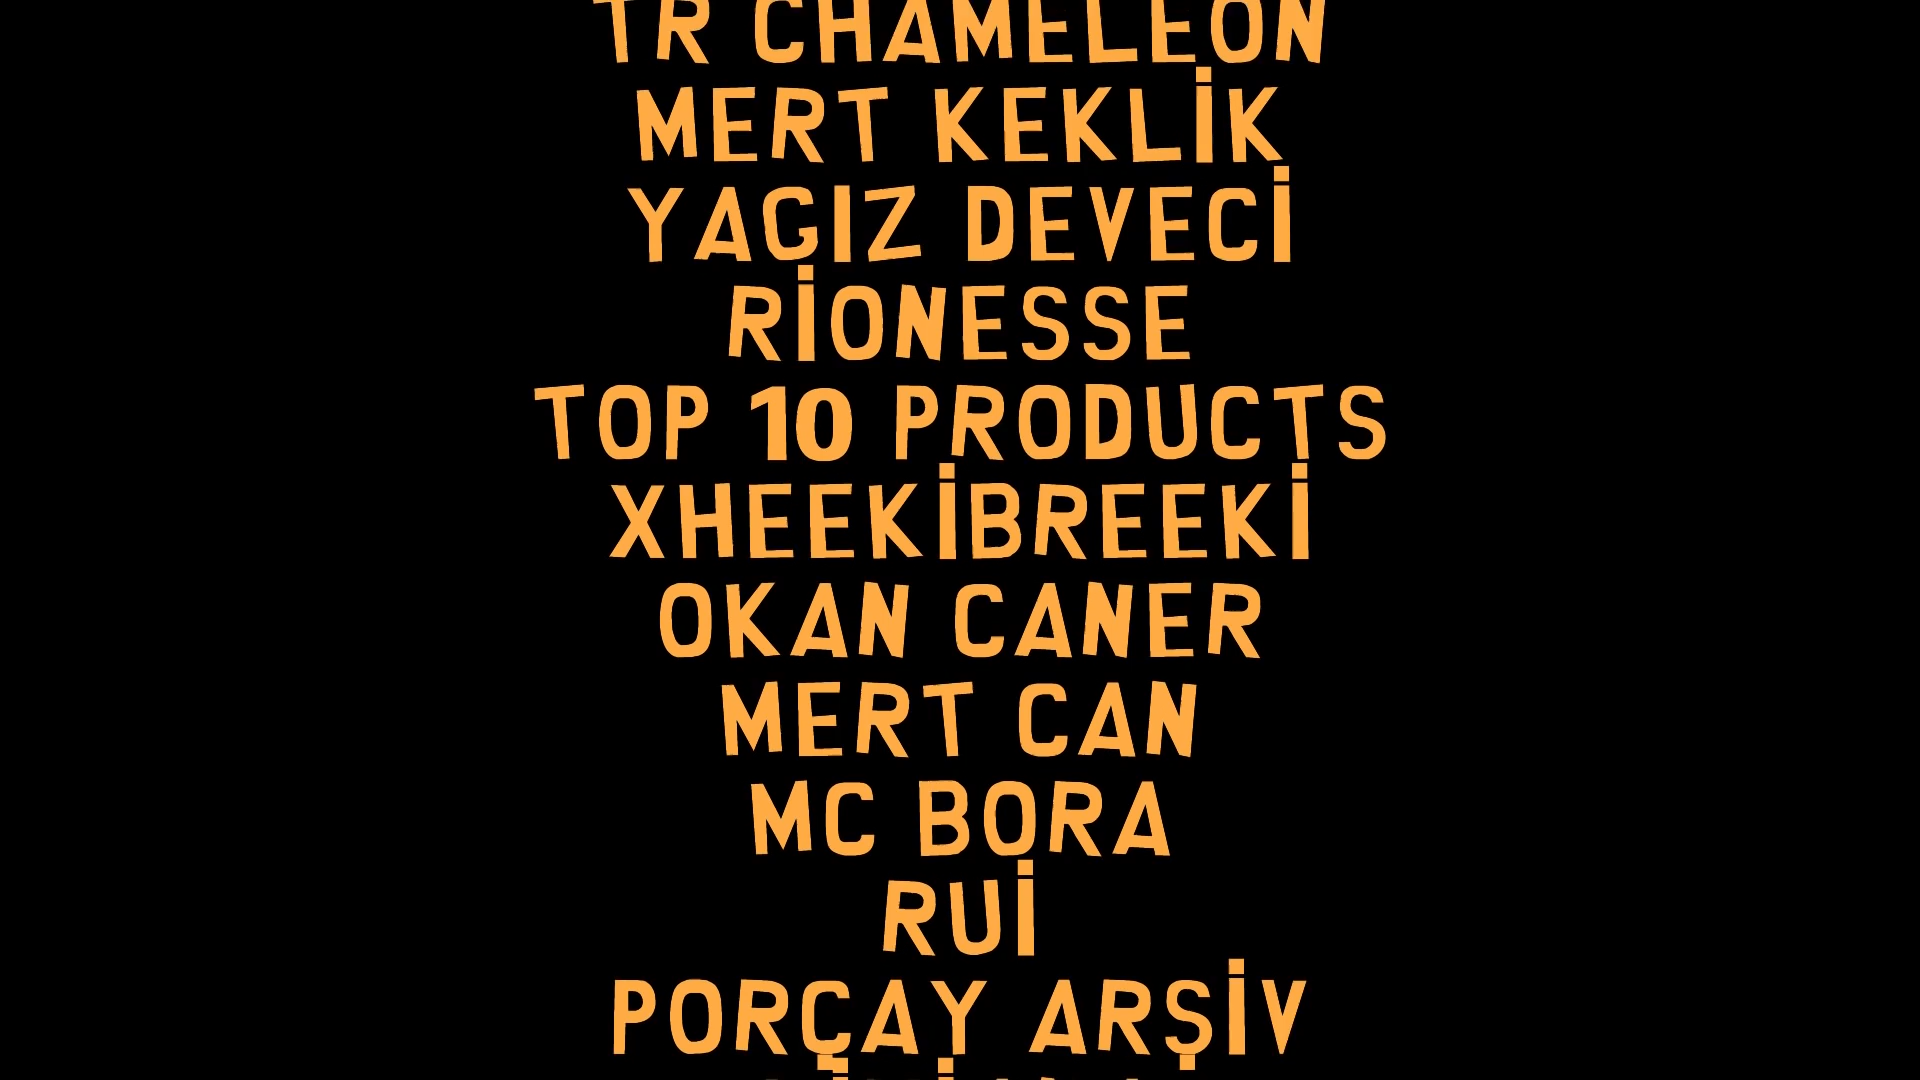 TR CHAMELEON
MERT KEKLİK
YAGIZ DEVECİ
RİONESSE
TOP 10 PRODUCTS
XHEEKİBREEKİ
OKAN CANER
MERT CAN
MC BORA
RUİ
PORÇAY ARŞİV